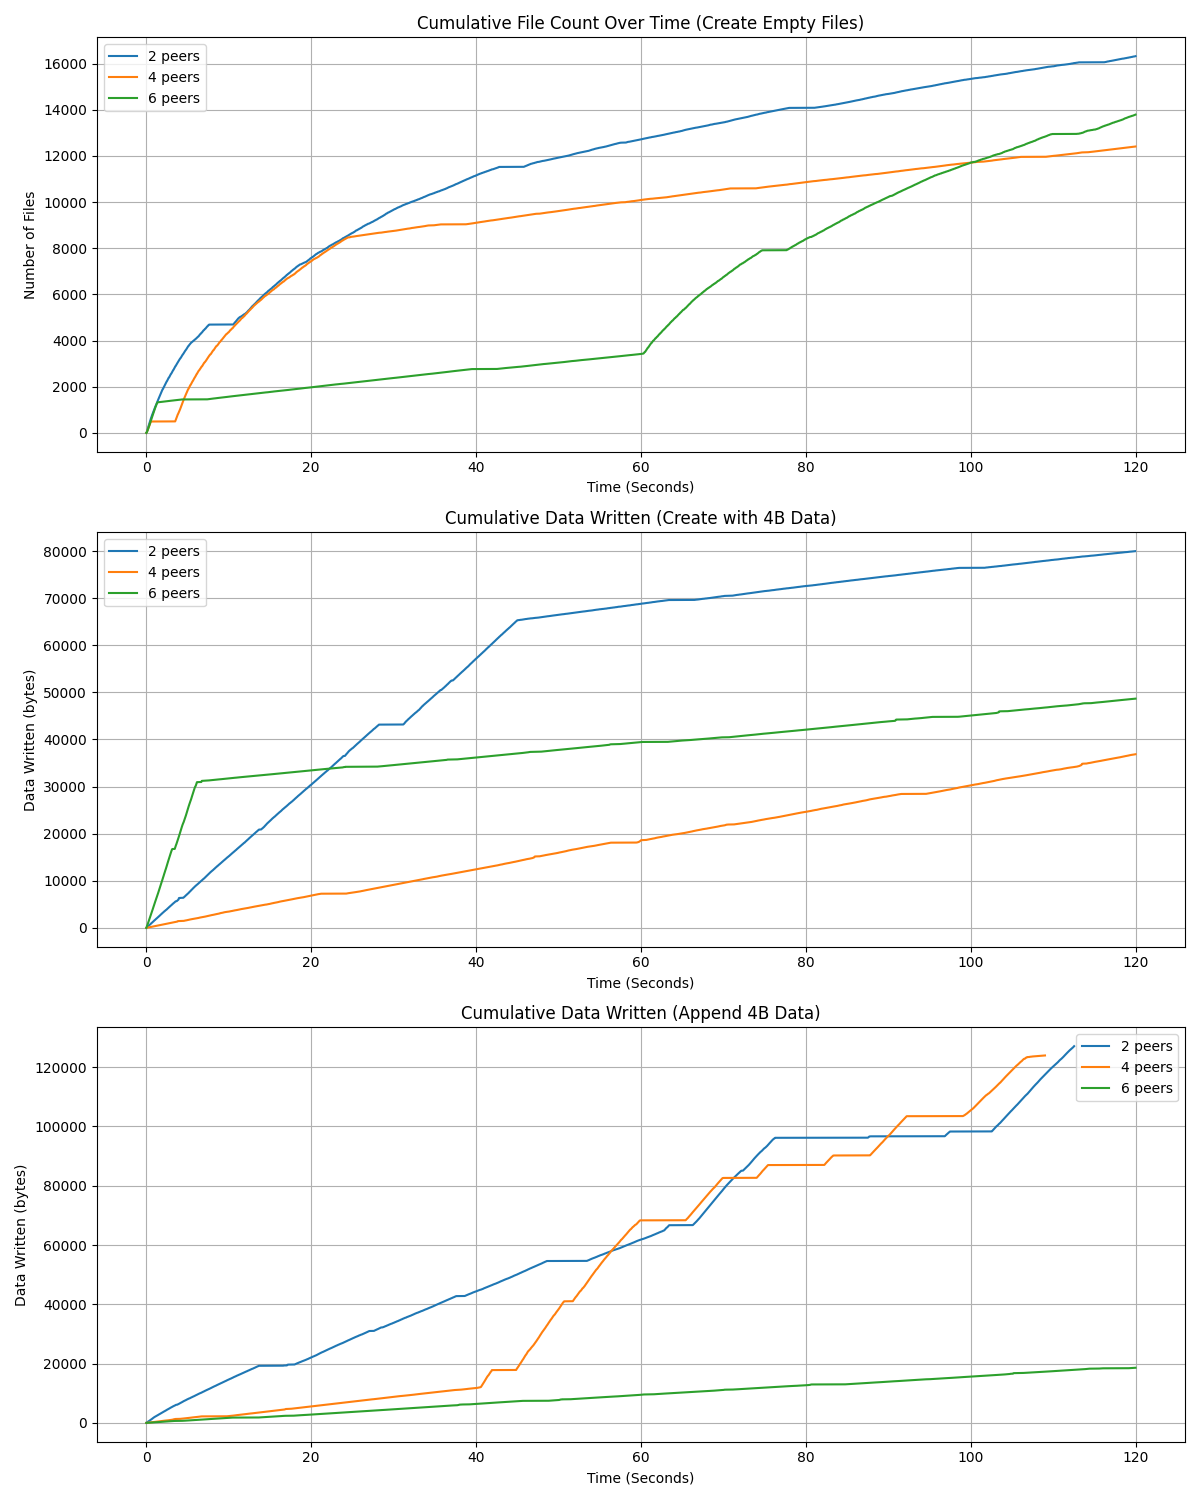 Cumulative File Count Over Time (Create Empty Files)
2 peers
4 peers
6 peers
Number of Files
16000
14000
12000
10000
8000
6000
4000
2000
0
0 20 40 60 80 100 120
Time (Seconds)
Cumulative Data Written (Create with 4B Data)
2 peers
4 peers
6 peers
Data Written (bytes)
80000
70000
60000
50000
40000
30000
20000
10000
0
0 20 40 60 80 100 120
Time (Seconds)
Cumulative Data Written (Append 4B Data)
2 peers
4 peers
6 peers
Data Written (bytes)
120000
100000
80000
60000
40000
20000
0
0 20 40 60 80 100 120
Time (Seconds)